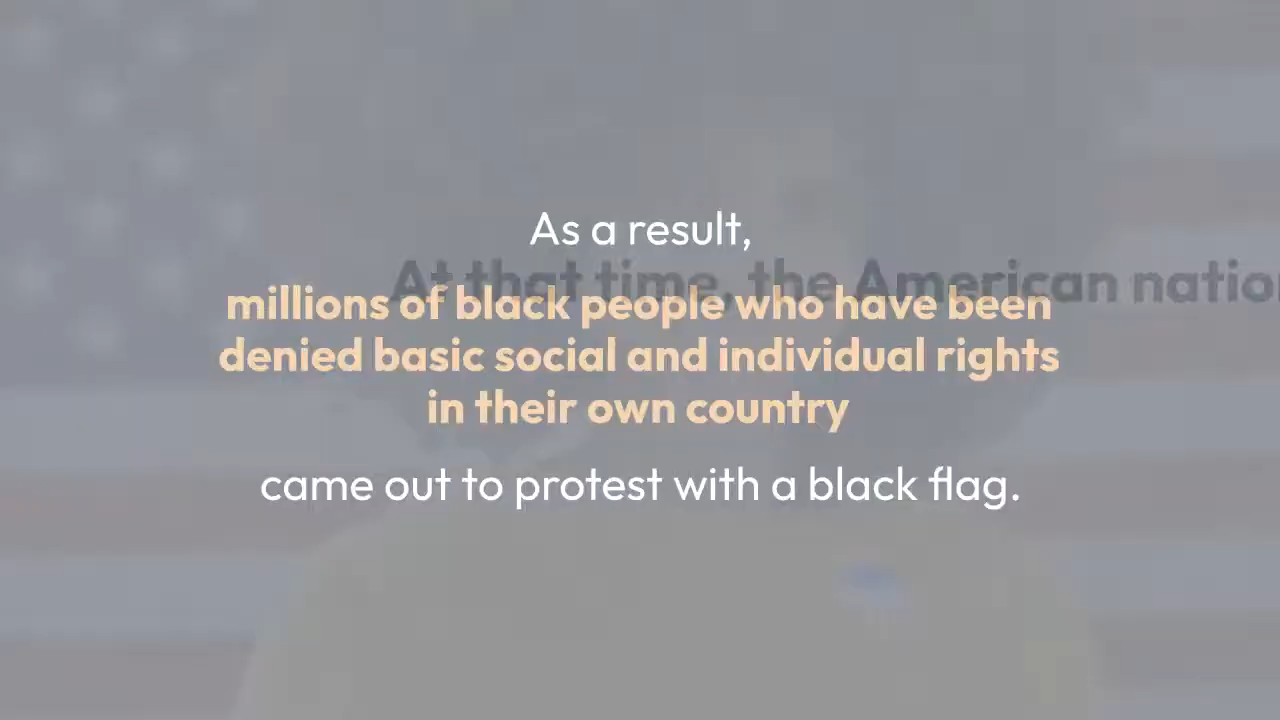 As a result,
At that time, the American
millions of black people who have been
denied basic social and individual rights
in their own country
came out to protest with a black flag.